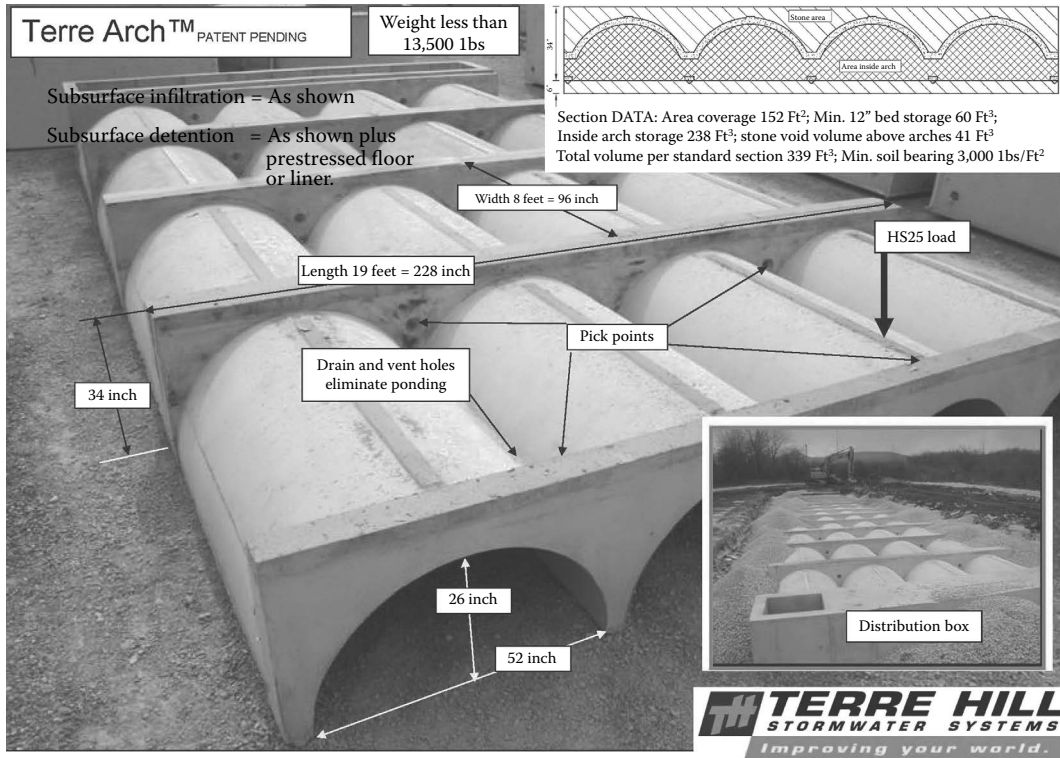 Terre Arch™ PATENT PENDING
Weight less than
13,500 1bs
Subsurface infiltration = As shown
Subsurface detention = As shown plus
prestressed floor
or liner.
Stone area
34"
Area inside arch
6"
Section DATA: Area coverage 152 Ft²; Min. 12” bed storage 60 Ft³;
Inside arch storage 238 Ft³; stone void volume above arches 41 Ft³
Total volume per standard section 339 Ft³; Min. soil bearing 3,000 1bs/Ft²
Width 8 feet = 96 inch
HS25 load
Length 19 feet = 228 inch
Pick points
Drain and vent holes
eliminate ponding
34 inch
26 inch
52 inch
Distribution box
TH TERRE HILL
STORMWATER SYSTEMS
Improving your world.